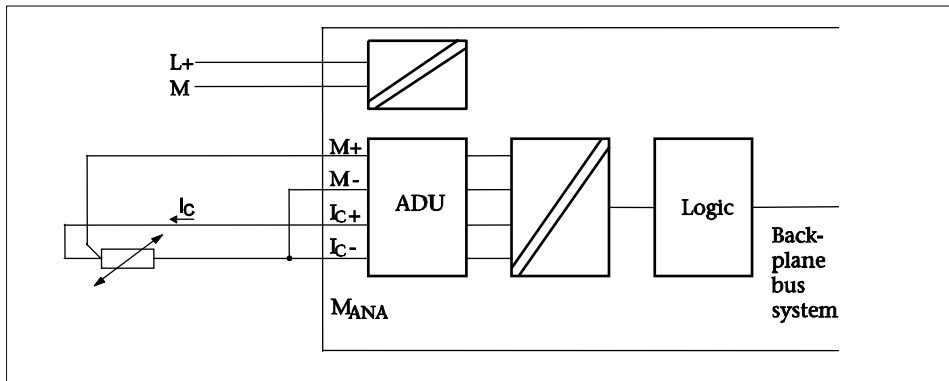 L+
M
M+
M-
IC+
IC-
IC
ADU
Logic
Back-
plane
bus
system
MANA